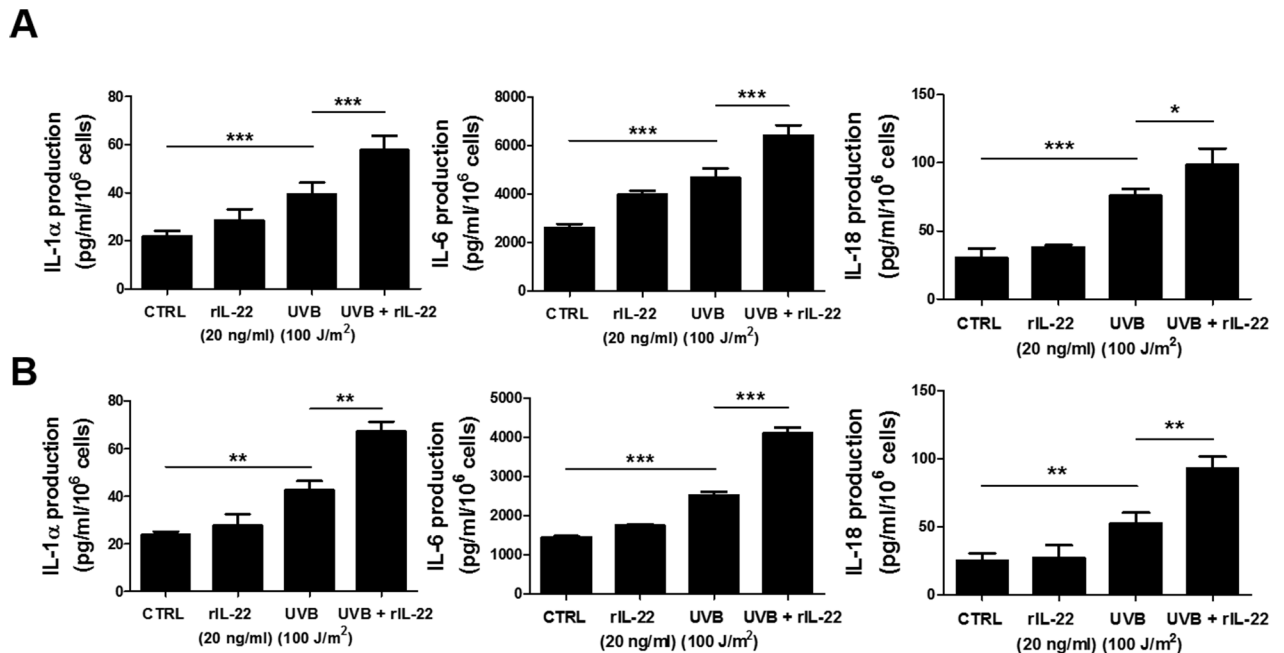 A
IL-1α production
(pg/ml/10⁶ cells)
80
60
40
20
0
***
***
CTRL rIL-22 UVB UVB + rIL-22
(20 ng/ml) (100 J/m²)
IL-6 production
(pg/ml/10⁶ cells)
8000
6000
4000
2000
0
***
***
CTRL rIL-22 UVB UVB + rIL-22
(20 ng/ml) (100 J/m²)
IL-18 production
(pg/ml/10⁶ cells)
150
100
50
0
***
*
CTRL rIL-22 UVB UVB + rIL-22
(20 ng/ml) (100 J/m²)
B
IL-1α production
(pg/ml/10⁶ cells)
80
60
40
20
0
**
**
CTRL rIL-22 UVB UVB + rIL-22
(20 ng/ml) (100 J/m²)
IL-6 production
(pg/ml/10⁶ cells)
5000
4000
3000
2000
1000
0
***
***
CTRL rIL-22 UVB UVB + rIL-22
(20 ng/ml) (100 J/m²)
IL-18 production
(pg/ml/10⁶ cells)
150
100
50
0
**
**
CTRL rIL-22 UVB UVB + rIL-22
(20 ng/ml) (100 J/m²)